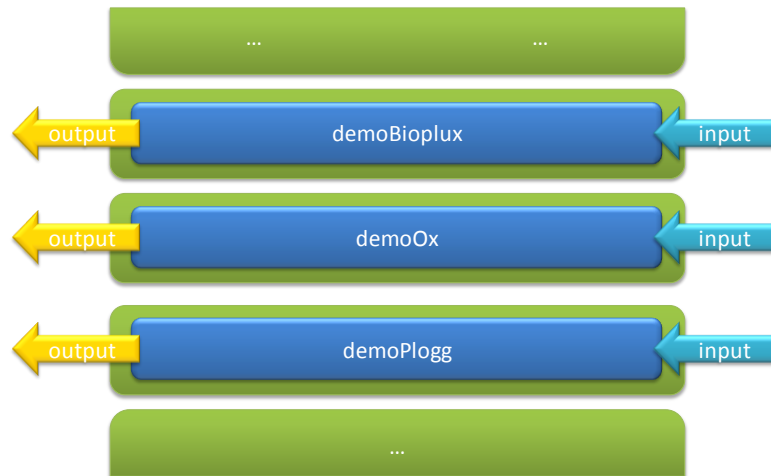 ... ...
output demoBioplux input
output demoOx input
output demoPlogg input
...